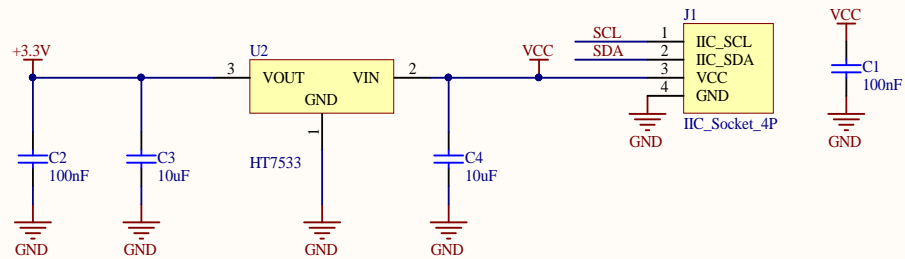 +3.3V
U2
3
VOUT
VIN
2
GND
1
HT7533
C2
100nF
C3
10uF
C4
10uF
GND
GND
GND
GND
VCC
SCL
SDA
J1
1
IIC_SCL
2
IIC_SDA
3
VCC
4
GND
IIC_Socket_4P
GND
VCC
C1
100nF
GND